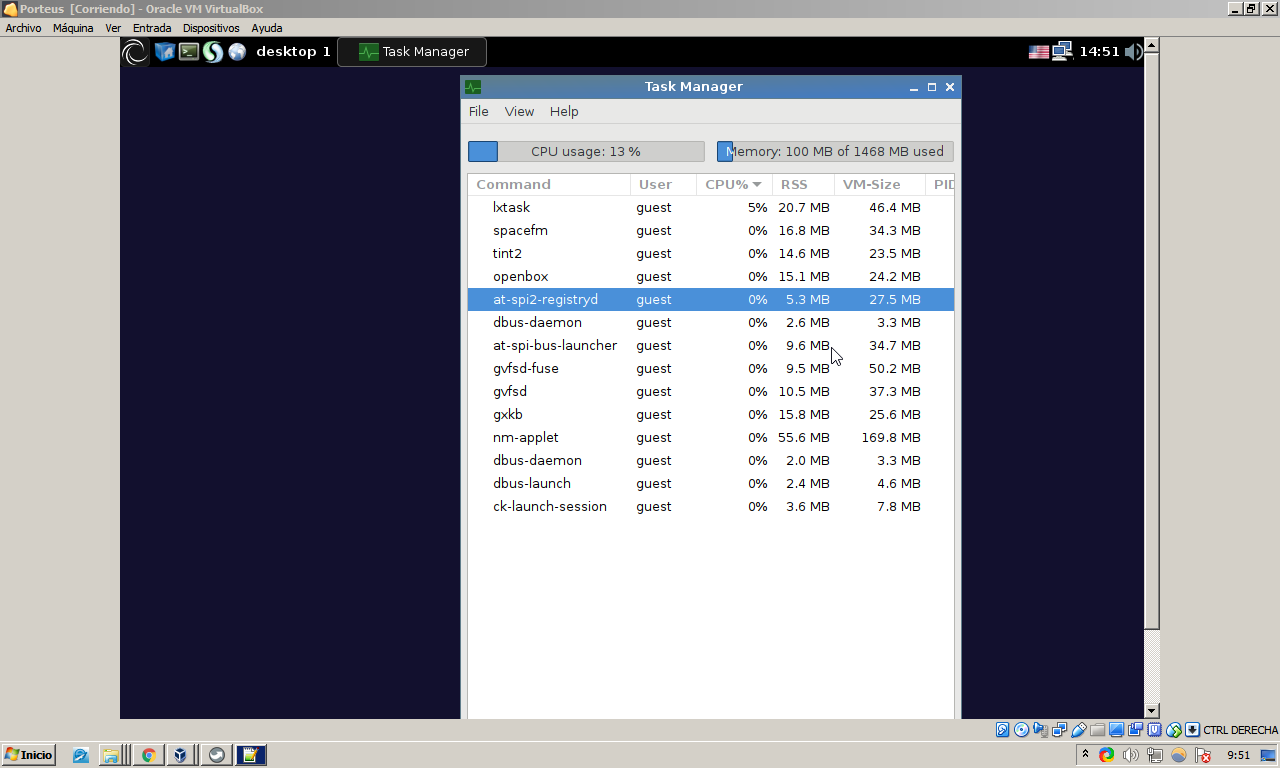 Porteus [Corriendo] - Oracle VM VirtualBox
Archivo Máquina Ver Entrada Dispositivos Ayuda
desktop 1 Task Manager 14:51
Task Manager
File View Help
CPU usage: 13 % Memory: 100 MB of 1468 MB used
Command User CPU% RSS VM-Size PID
lxtask guest 5% 20.7 MB 46.4 MB
spacefm guest 0% 16.8 MB 34.3 MB
tint2 guest 0% 14.6 MB 23.5 MB
openbox guest 0% 15.1 MB 24.2 MB
at-spi2-registryd guest 0% 5.3 MB 27.5 MB
dbus-daemon guest 0% 2.6 MB 3.3 MB
at-spi-bus-launcher guest 0% 9.6 MB 34.7 MB
gvfsd-fuse guest 0% 9.5 MB 50.2 MB
gvfsd guest 0% 10.5 MB 37.3 MB
gxkb guest 0% 15.8 MB 25.6 MB
nm-applet guest 0% 55.6 MB 169.8 MB
dbus-daemon guest 0% 2.0 MB 3.3 MB
dbus-launch guest 0% 2.4 MB 4.6 MB
ck-launch-session guest 0% 3.6 MB 7.8 MB
CTRL DERECHA
Inicio 9:51